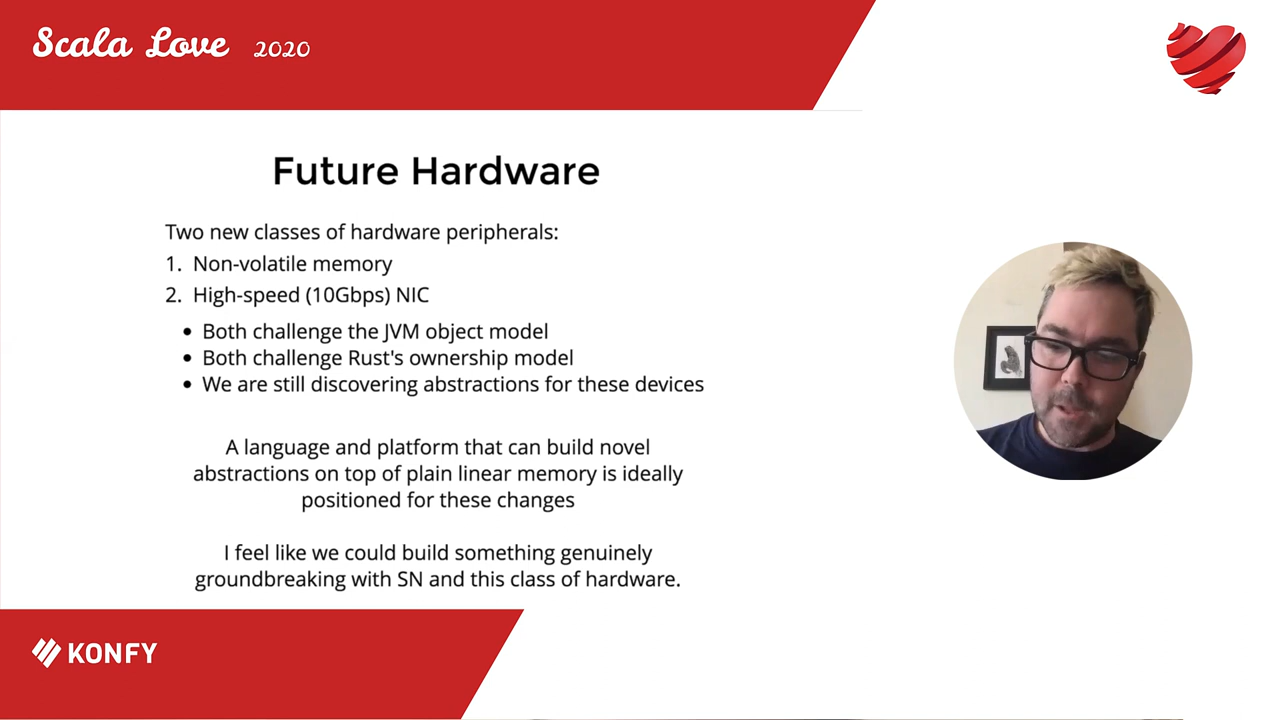 Scala Love 2020
Future Hardware
Two new classes of hardware peripherals:
1. Non-volatile memory
2. High-speed (10Gbps) NIC
• Both challenge the JVM object model
• Both challenge Rust's ownership model
• We are still discovering abstractions for these devices
A language and platform that can build novel
abstractions on top of plain linear memory is ideally
positioned for these changes
I feel like we could build something genuinely
groundbreaking with SN and this class of hardware.
KONFY